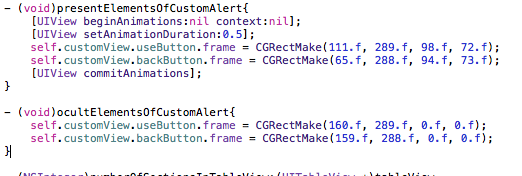 - (void)presentElementsOfCustomAlert{
[UIView beginAnimations:nil context:nil];
[UIView setAnimationDuration:0.5];
self.customView.useButton.frame = CGRectMake(111.f, 289.f, 98.f, 72.f);
self.customView.backButton.frame = CGRectMake(65.f, 288.f, 94.f, 73.f);
[UIView commitAnimations];
}
- (void)ocultElementsOfCustomAlert{
self.customView.useButton.frame = CGRectMake(160.f, 289.f, 0.f, 0.f);
self.customView.backButton.frame = CGRectMake(159.f, 288.f, 0.f, 0.f);
}
- (NSInteger)numberOfSectionsInTableView:(UITableView *)tableView